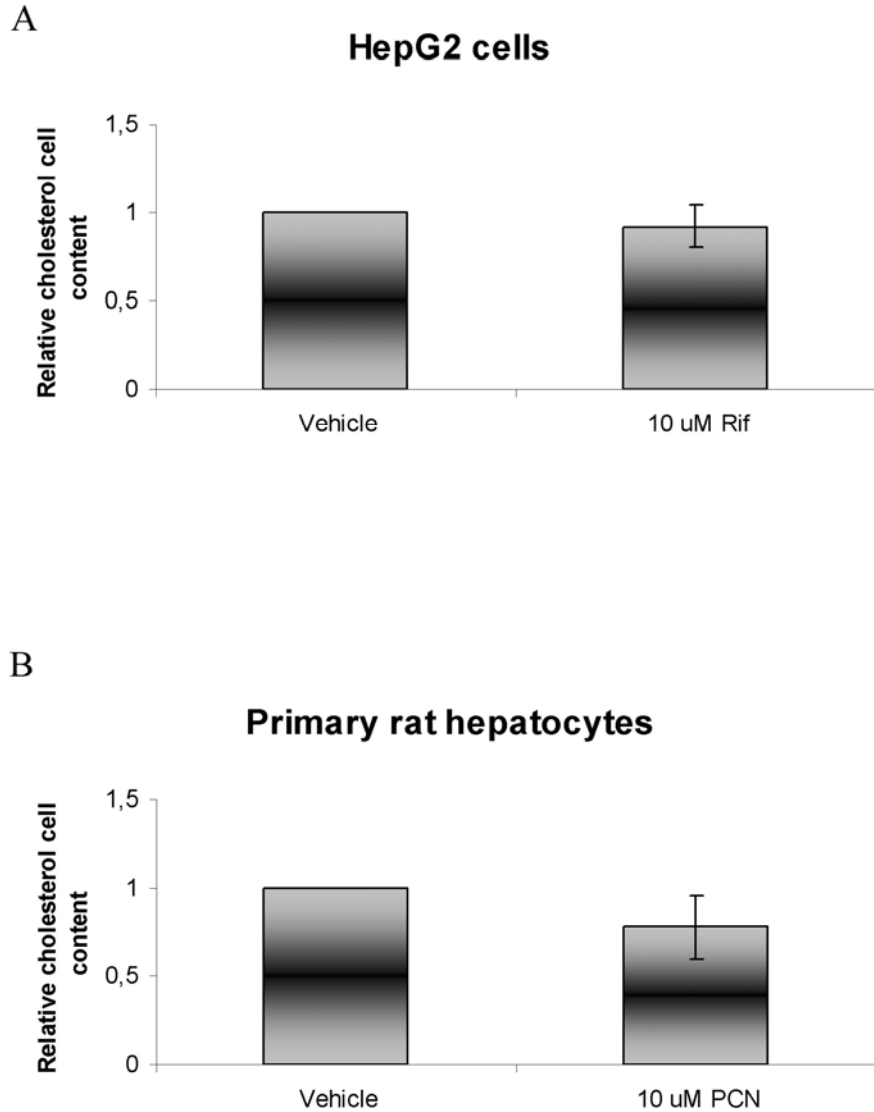 A
HepG2 cells
Relative cholesterol cell
content
1,5
1
0,5
0
Vehicle
10 uM Rif
B
Primary rat hepatocytes
Relative cholesterol cell
content
1,5
1
0,5
0
Vehicle
10 uM PCN